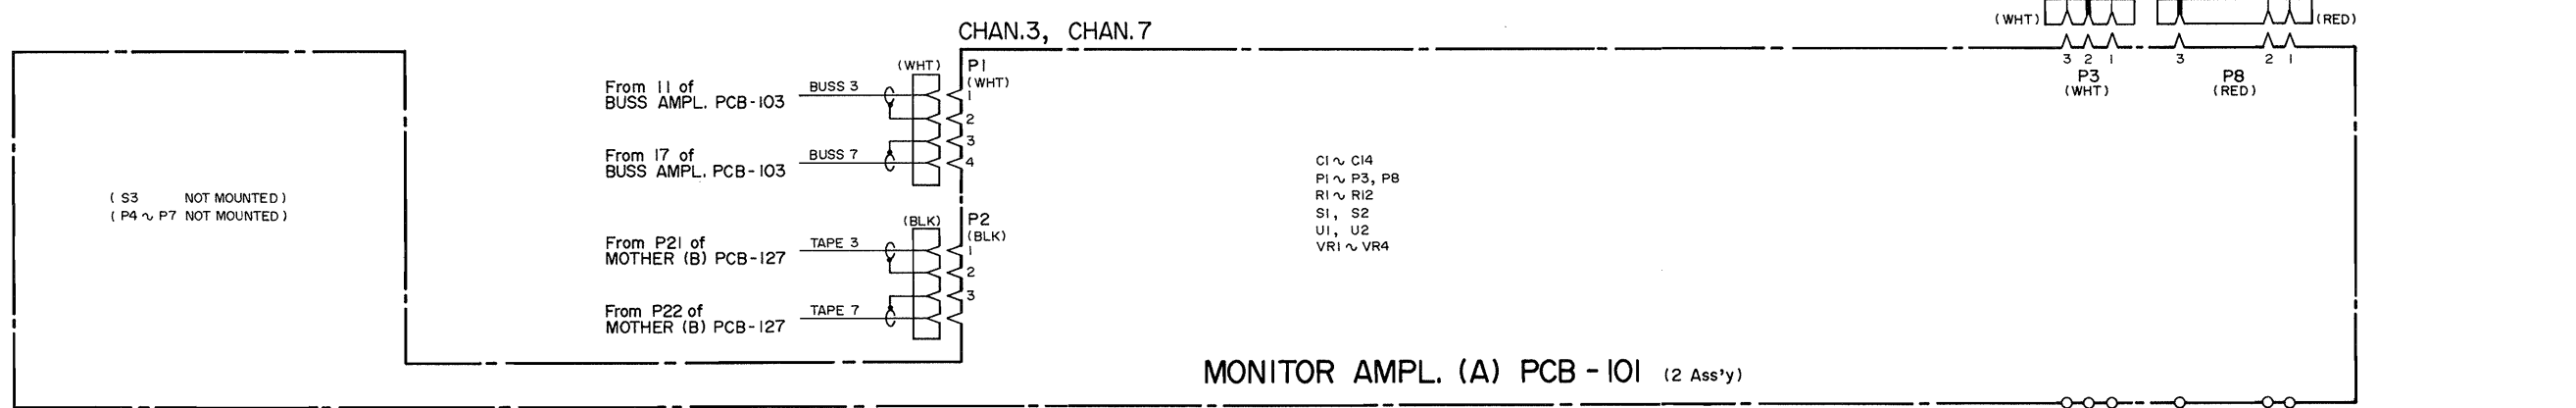 CHAN.3, CHAN.7
(WHT)
(RED)
3 2 1
3 2 1
P3
(WHT)
P8
(RED)
(WHT)
P1
(WHT)
From 11 of
BUSS AMPL. PCB-103
BUSS 3
1
2
3
4
From 17 of
BUSS AMPL. PCB-103
BUSS 7
( S3 NOT MOUNTED )
( P4 ~ P7 NOT MOUNTED )
C1 ~ C14
P1 ~ P3, P8
R1 ~ R12
S1, S2
U1, U2
VR1 ~ VR4
(BLK)
P2
(BLK)
From P21 of
MOTHER (B) PCB-127
TAPE 3
1
2
3
From P22 of
MOTHER (B) PCB-127
TAPE 7
MONITOR AMPL. (A) PCB-101 (2 Ass'y)